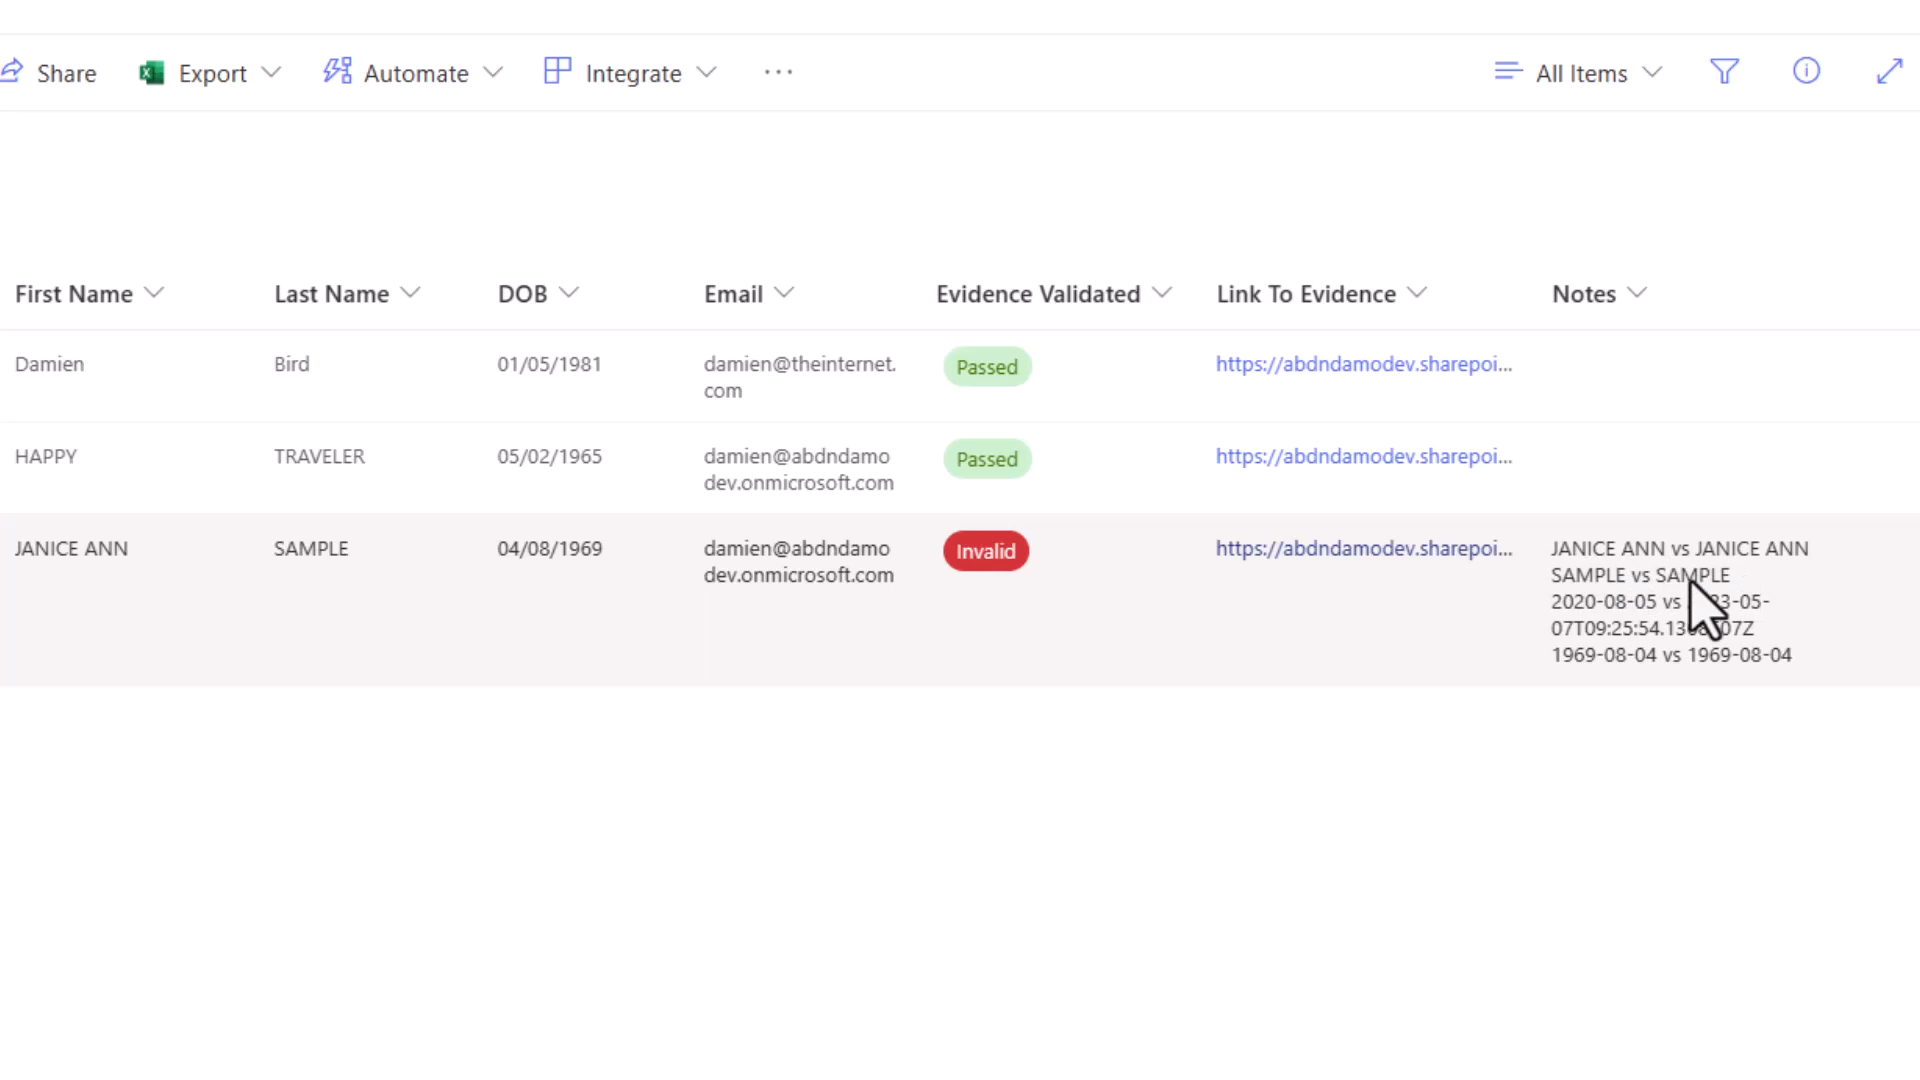 Share Export Automate Integrate ... All Items
First Name Last Name DOB Email Evidence Validated Link To Evidence Notes
Damien Bird 01/05/1981 damien@theinternet. Passed https://abdndamodev.sharepoi...
com
HAPPY TRAVELER 05/02/1965 damien@abdndamo Passed https://abdndamodev.sharepoi...
dev.onmicrosoft.com
JANICE ANN SAMPLE 04/08/1969 damien@abdndamo Invalid https://abdndamodev.sharepoi... JANICE ANN vs JANICE ANN
dev.onmicrosoft.com SAMPLE vs SAMPLE
2020-08-05 vs
1969-08-04 vs 1969-08-04